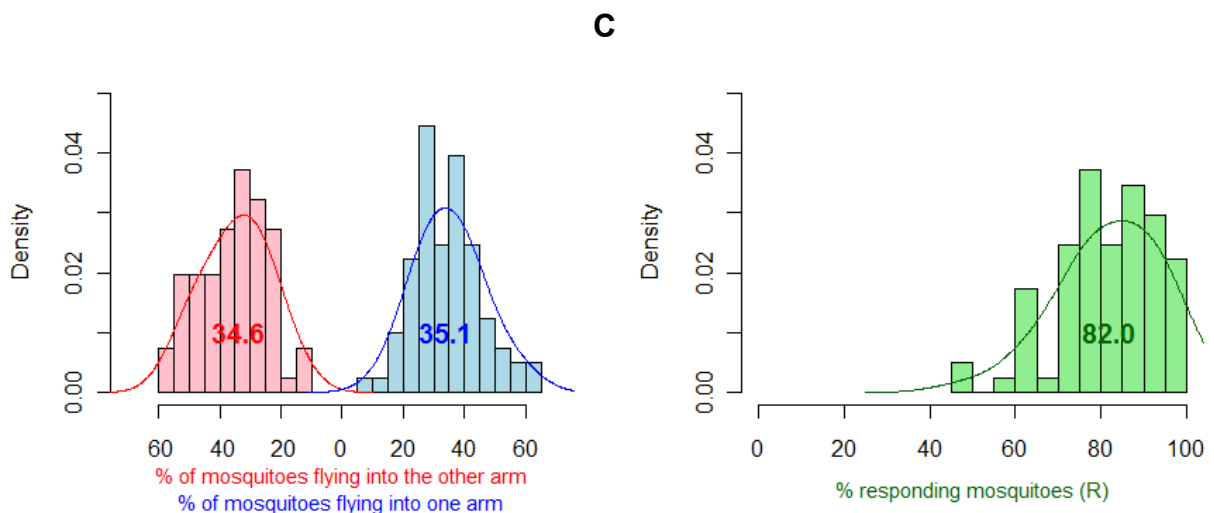 C
Density
0.00
0.02
0.04
34.6
35.1
60 40 20 0 20 40 60
% of mosquitoes flying into the other arm
% of mosquitoes flying into one arm
Density
0.00
0.02
0.04
82.0
0 20 40 60 80 100
% responding mosquitoes (R)